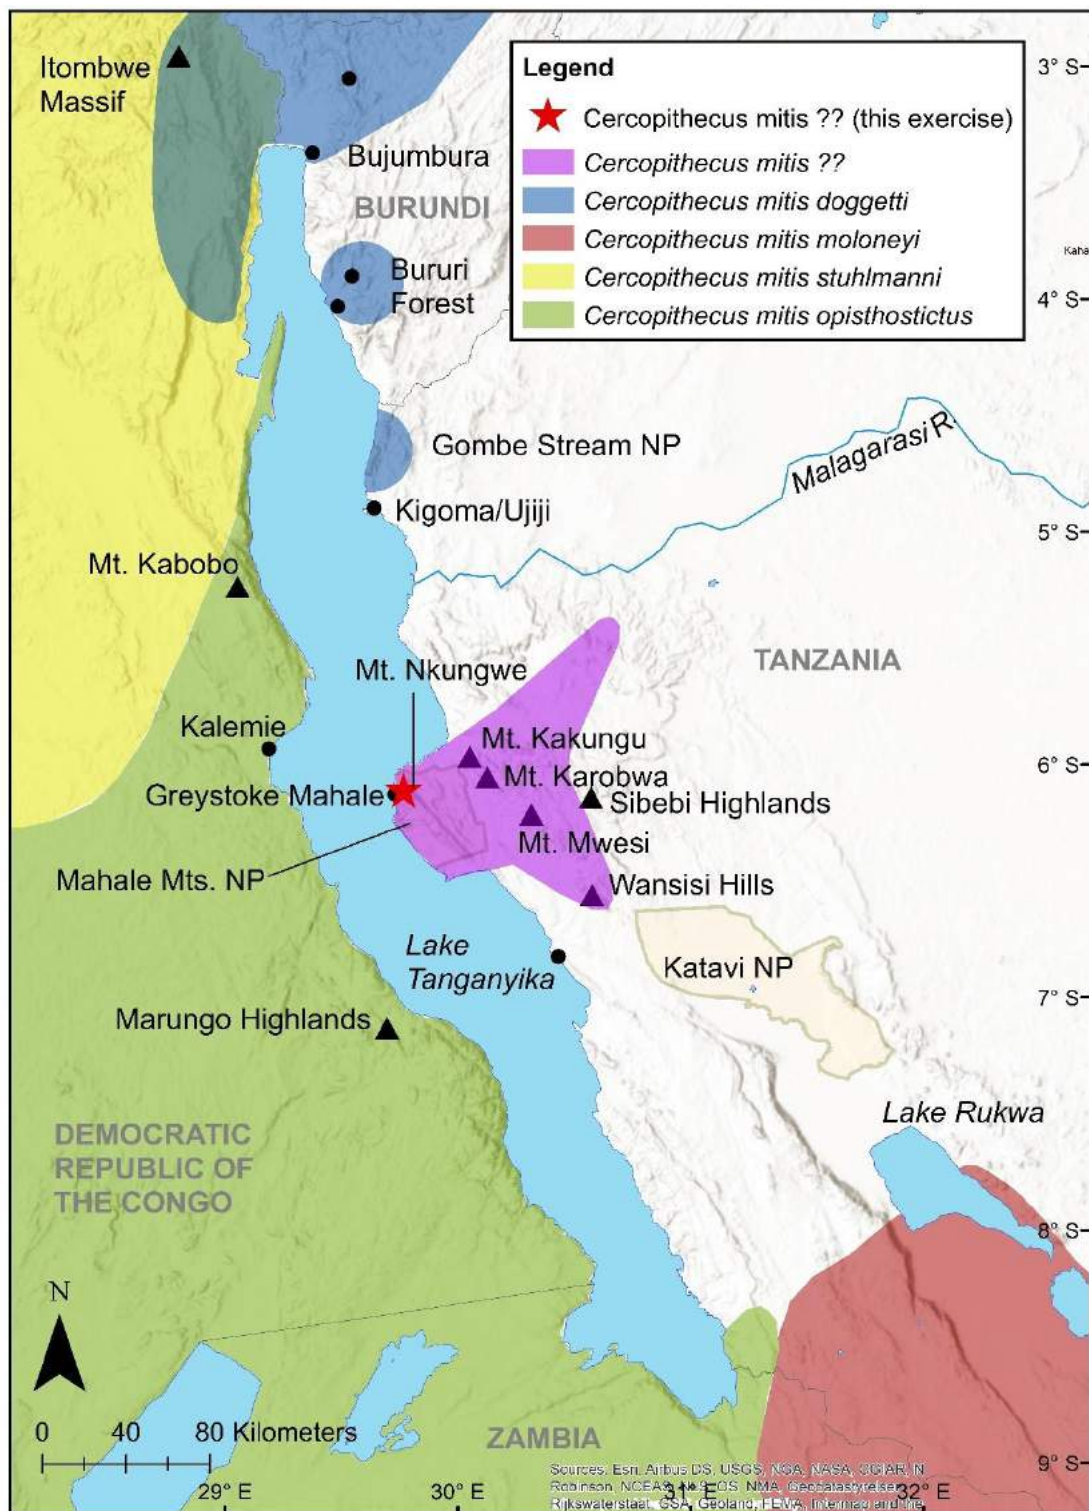 Itombwe
Massif
Legend
Cercopithecus mitis ?? (this exercise)
Cercopithecus mitis ??
Cercopithecus mitis doggetti
Cercopithecus mitis moloneyi
Cercopithecus mitis stuhlmanni
Cercopithecus mitis opisthostictus
3° S
Bujumbura
BURUNDI
Kaha
Bururi
Forest
4° S
Gombe Stream NP
Malagarasi R.
Kigoma/Ujiji
5° S
Mt. Kabobo
TANZANIA
Mt. Nkungwe
Kalemie
Mt. Kakungu
6° S
Mt. Karobwa
Greystoke Mahale
Sibebi Highlands
Mt. Mwesi
Mahale Mts. NP
Wansisi Hills
Lake
Tanganyika
Katavi NP
7° S
Marungo Highlands
Lake Rukwa
DEMOCRATIC
REPUBLIC OF
THE CONGO
8° S
N
0 40 80 Kilometers
ZAMBIA
9° S
Sources: Esri, Airbus DS, USGS, NGA, NASA, CGIAR, N
Robinson, NCEAS, NLS, OS, NMA, Geodatastyrelsen,
Rijkswaterstaat, GSA, Geoland, FEMA, Intermap and the
29° E
30° E
31° E
32° E